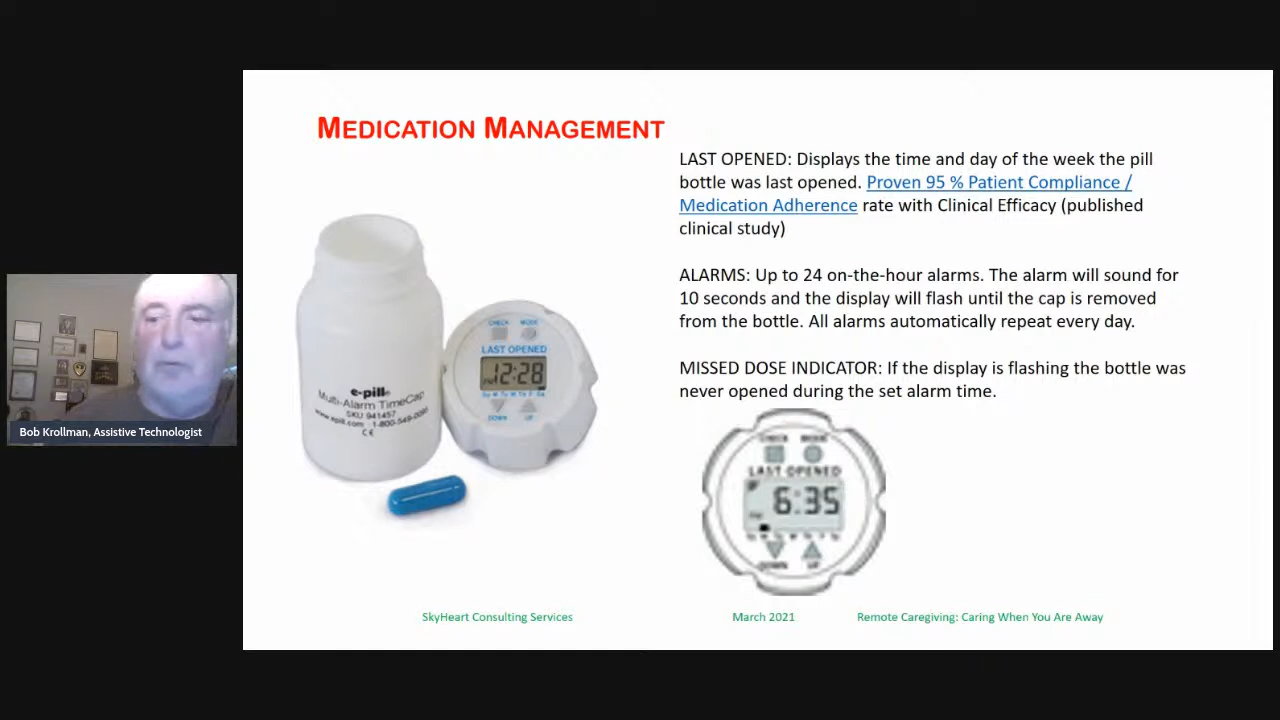 MEDICATION MANAGEMENT
LAST OPENED: Displays the time and day of the week the pill
bottle was last opened. Proven 95 % Patient Compliance /
Medication Adherence rate with Clinical Efficacy (published
clinical study)
ALARMS: Up to 24 on-the-hour alarms. The alarm will sound for
10 seconds and the display will flash until the cap is removed
from the bottle. All alarms automatically repeat every day.
MISSED DOSE INDICATOR: If the display is flashing the bottle was
never opened during the set alarm time.
e-pill®
Multi-Alarm TimeCap
SKU 941457
www.epill.com 1-800-549-0095
CE
CHECK MODE
LAST OPENED
PM 12:28
Su M Tu W Th F Sa
DOWN UP
CHECK MODE
LAST OPENED
6:35
DOWN UP
Bob Krollman, Assistive Technologist
SkyHeart Consulting Services March 2021 Remote Caregiving: Caring When You Are Away